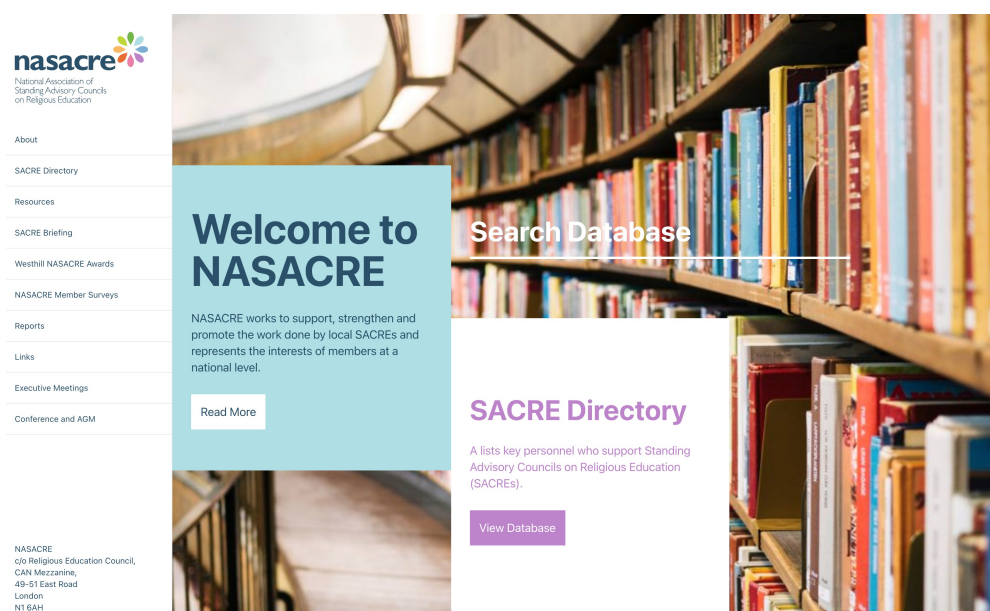 nasacre
National Association of
Standing Advisory Councils
on Religious Education
About
SACRE Directory
Resources
SACRE Briefing
Westhill NASACRE Awards
NASACRE Member Surveys
Reports
Links
Executive Meetings
Conference and AGM
NASACRE
c/o Religious Education Council,
CAN Mezzanine,
49-51 East Road
London
N1 6AH
Welcome to
NASACRE
NASACRE works to support, strengthen and
promote the work done by local SACREs and
represents the interests of members at a
national level.
Read More
Search Database
SACRE Directory
A lists key personnel who support Standing
Advisory Councils on Religious Education
(SACREs).
View Database